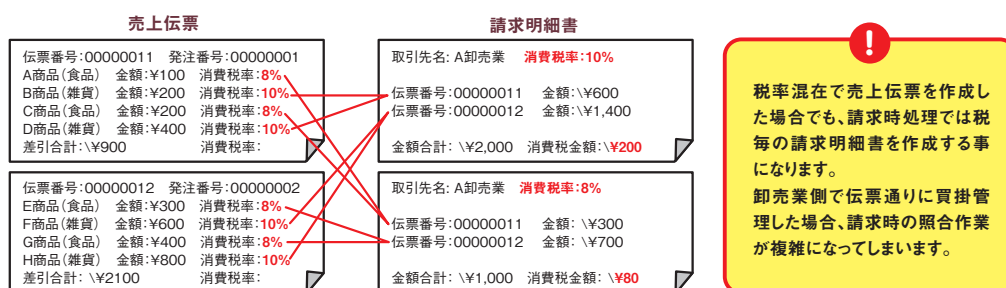 売上伝票
伝票番号:00000011 発注番号:00000001
A商品(食品) 金額:¥100 消費税率:8%
B商品(雑貨) 金額:¥200 消費税率:10%
C商品(食品) 金額:¥200 消費税率:8%
D商品(雑貨) 金額:¥400 消費税率:10%
差引合計:\¥900 消費税率:
伝票番号:00000012 発注番号:00000002
E商品(食品) 金額:¥300 消費税率:8%
F商品(雑貨) 金額:¥600 消費税率:10%
G商品(食品) 金額:¥400 消費税率:8%
H商品(雑貨) 金額:¥800 消費税率:10%
差引合計:\¥2100 消費税率:
請求明細書
取引先名:A卸売業 消費税率:10%
伝票番号:00000011 金額:\¥600
伝票番号:00000012 金額:\¥1,400
金額合計:\¥2,000 消費税金額:\¥200
取引先名:A卸売業 消費税率:8%
伝票番号:00000011 金額:\¥300
伝票番号:00000012 金額:\¥700
金額合計:\¥1,000 消費税金額:\¥80
!
税率混在で売上伝票を作成し
た場合でも、請求時処理では税
毎の請求明細書を作成する事
になります。
卸売業側で伝票通りに買掛管
理した場合、請求時の照合作業
が複雑になってしまいます。